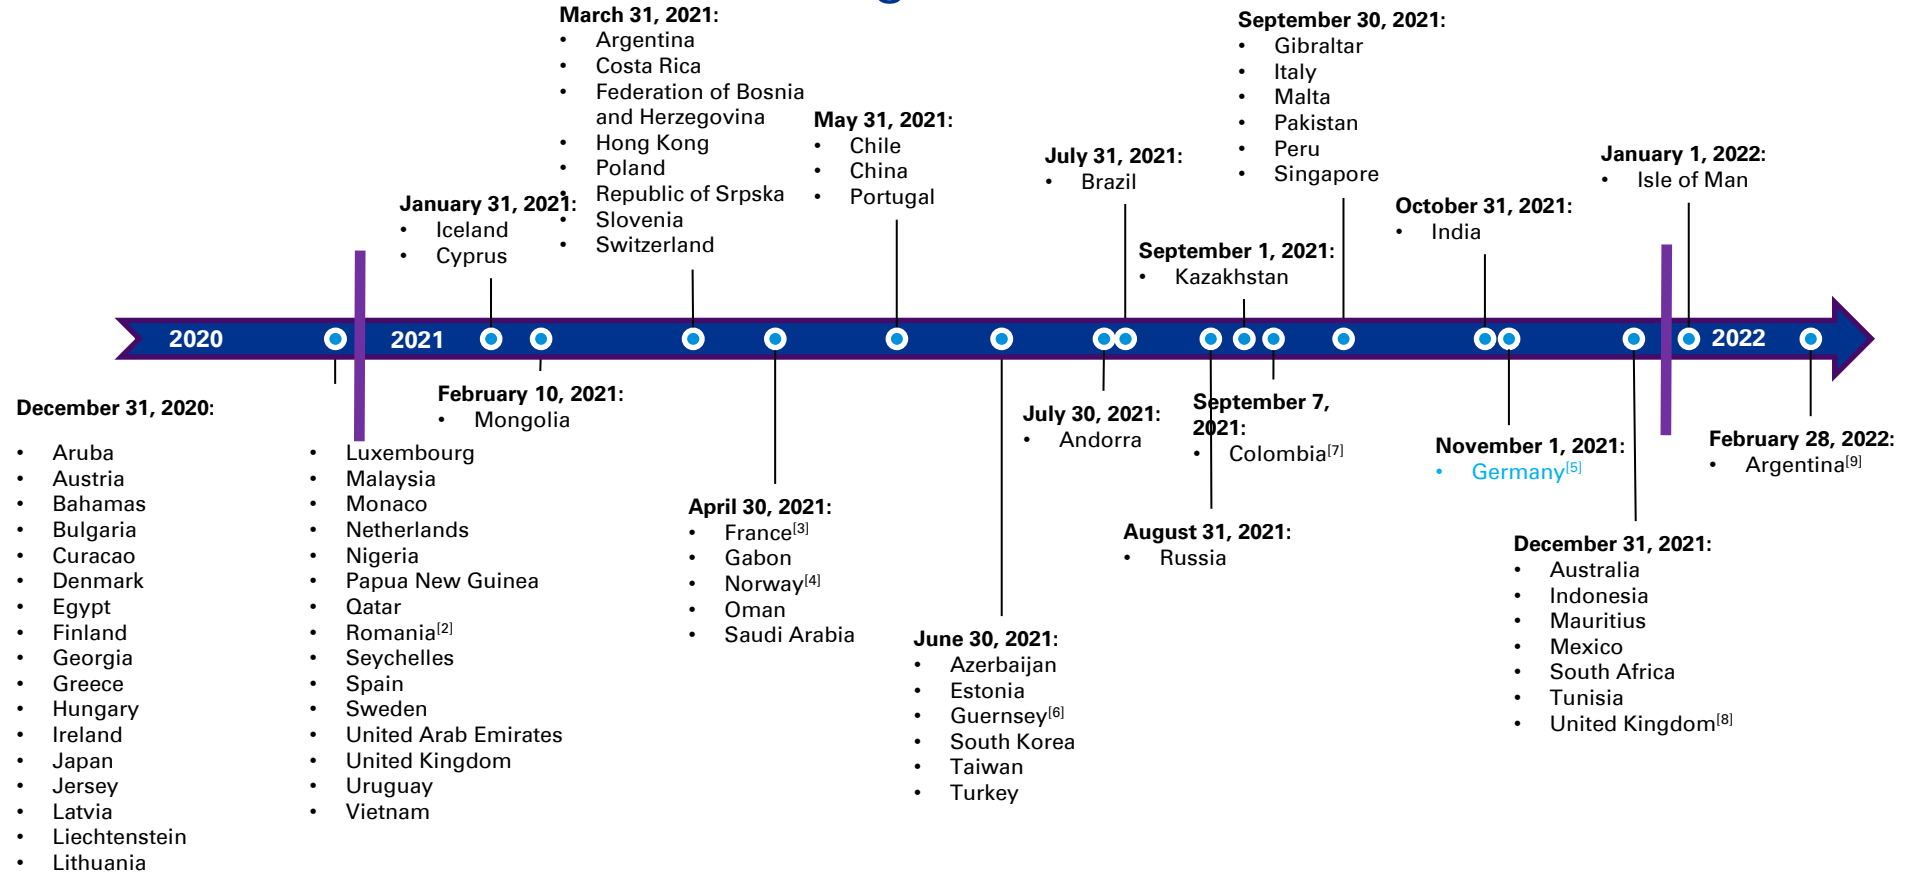 March 31, 2021:
• Argentina
• Costa Rica
• Federation of Bosnia
and Herzegovina
• Hong Kong
• Poland
• Republic of Srpska
• Slovenia
• Switzerland
September 30, 2021:
• Gibraltar
• Italy
• Malta
• Pakistan
• Peru
• Singapore
May 31, 2021:
• Chile
• China
• Portugal
July 31, 2021:
• Brazil
January 1, 2022:
• Isle of Man
January 31, 2021:
• Iceland
• Cyprus
October 31, 2021:
• India
September 1, 2021:
• Kazakhstan
2020
2021
2022
December 31, 2020:
• Aruba
• Austria
• Bahamas
• Bulgaria
• Curacao
• Denmark
• Egypt
• Finland
• Georgia
• Greece
• Hungary
• Ireland
• Japan
• Jersey
• Latvia
• Liechtenstein
• Lithuania
• Luxembourg
• Malaysia
• Monaco
• Netherlands
• Nigeria
• Papua New Guinea
• Qatar
• Romania[2]
• Seychelles
• Spain
• Sweden
• United Arab Emirates
• United Kingdom
• Uruguay
• Vietnam
February 10, 2021:
• Mongolia
April 30, 2021:
• France[3]
• Gabon
• Norway[4]
• Oman
• Saudi Arabia
June 30, 2021:
• Azerbaijan
• Estonia
• Guernsey[6]
• South Korea
• Taiwan
• Turkey
July 30, 2021:
• Andorra
September 7,
2021:
• Colombia[7]
August 31, 2021:
• Russia
November 1, 2021:
• Germany[5]
December 31, 2021:
• Australia
• Indonesia
• Mauritius
• Mexico
• South Africa
• Tunisia
• United Kingdom[8]
February 28, 2022:
• Argentina[9]